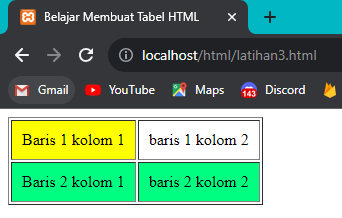 Belajar Membuat Tabel HTML
localhost/html/latihan3.html
Gmail YouTube Maps 143 Discord
Baris 1 kolom 1 baris 1 kolom 2
Baris 2 kolom 1 baris 2 kolom 2